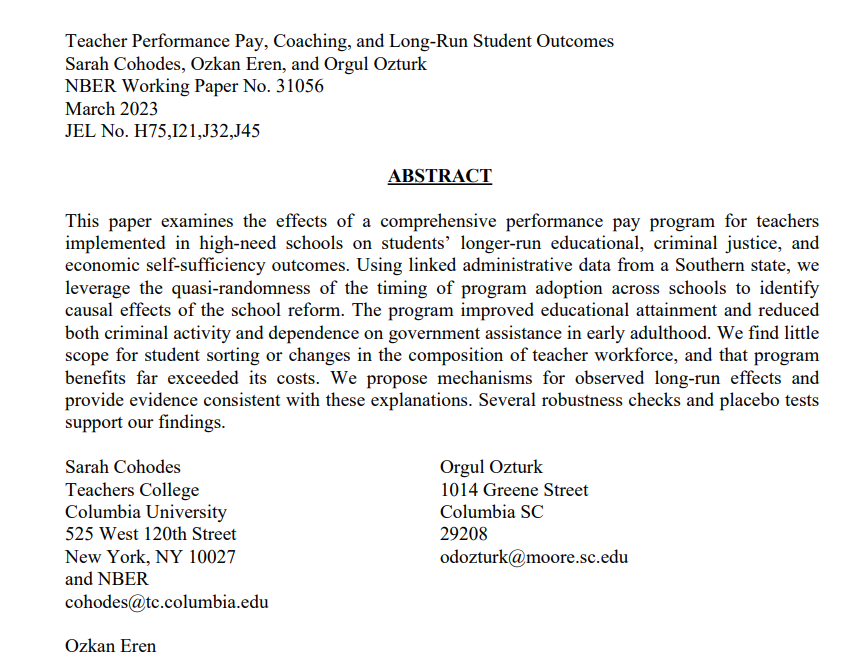 Teacher Performance Pay, Coaching, and Long-Run Student Outcomes
Sarah Cohodes, Ozkan Eren, and Orgul Ozturk
NBER Working Paper No. 31056
March 2023
JEL No. H75,I21,J32,J45
ABSTRACT
This paper examines the effects of a comprehensive performance pay program for teachers
implemented in high-need schools on students’ longer-run educational, criminal justice, and
economic self-sufficiency outcomes. Using linked administrative data from a Southern state, we
leverage the quasi-randomness of the timing of program adoption across schools to identify
causal effects of the school reform. The program improved educational attainment and reduced
both criminal activity and dependence on government assistance in early adulthood. We find little
scope for student sorting or changes in the composition of teacher workforce, and that program
benefits far exceeded its costs. We propose mechanisms for observed long-run effects and
provide evidence consistent with these explanations. Several robustness checks and placebo tests
support our findings.
Sarah Cohodes
Teachers College
Columbia University
525 West 120th Street
New York, NY 10027
and NBER
cohodes@tc.columbia.edu
Ozkan Eren
Orgul Ozturk
1014 Greene Street
Columbia SC
29208
odozturk@moore.sc.edu